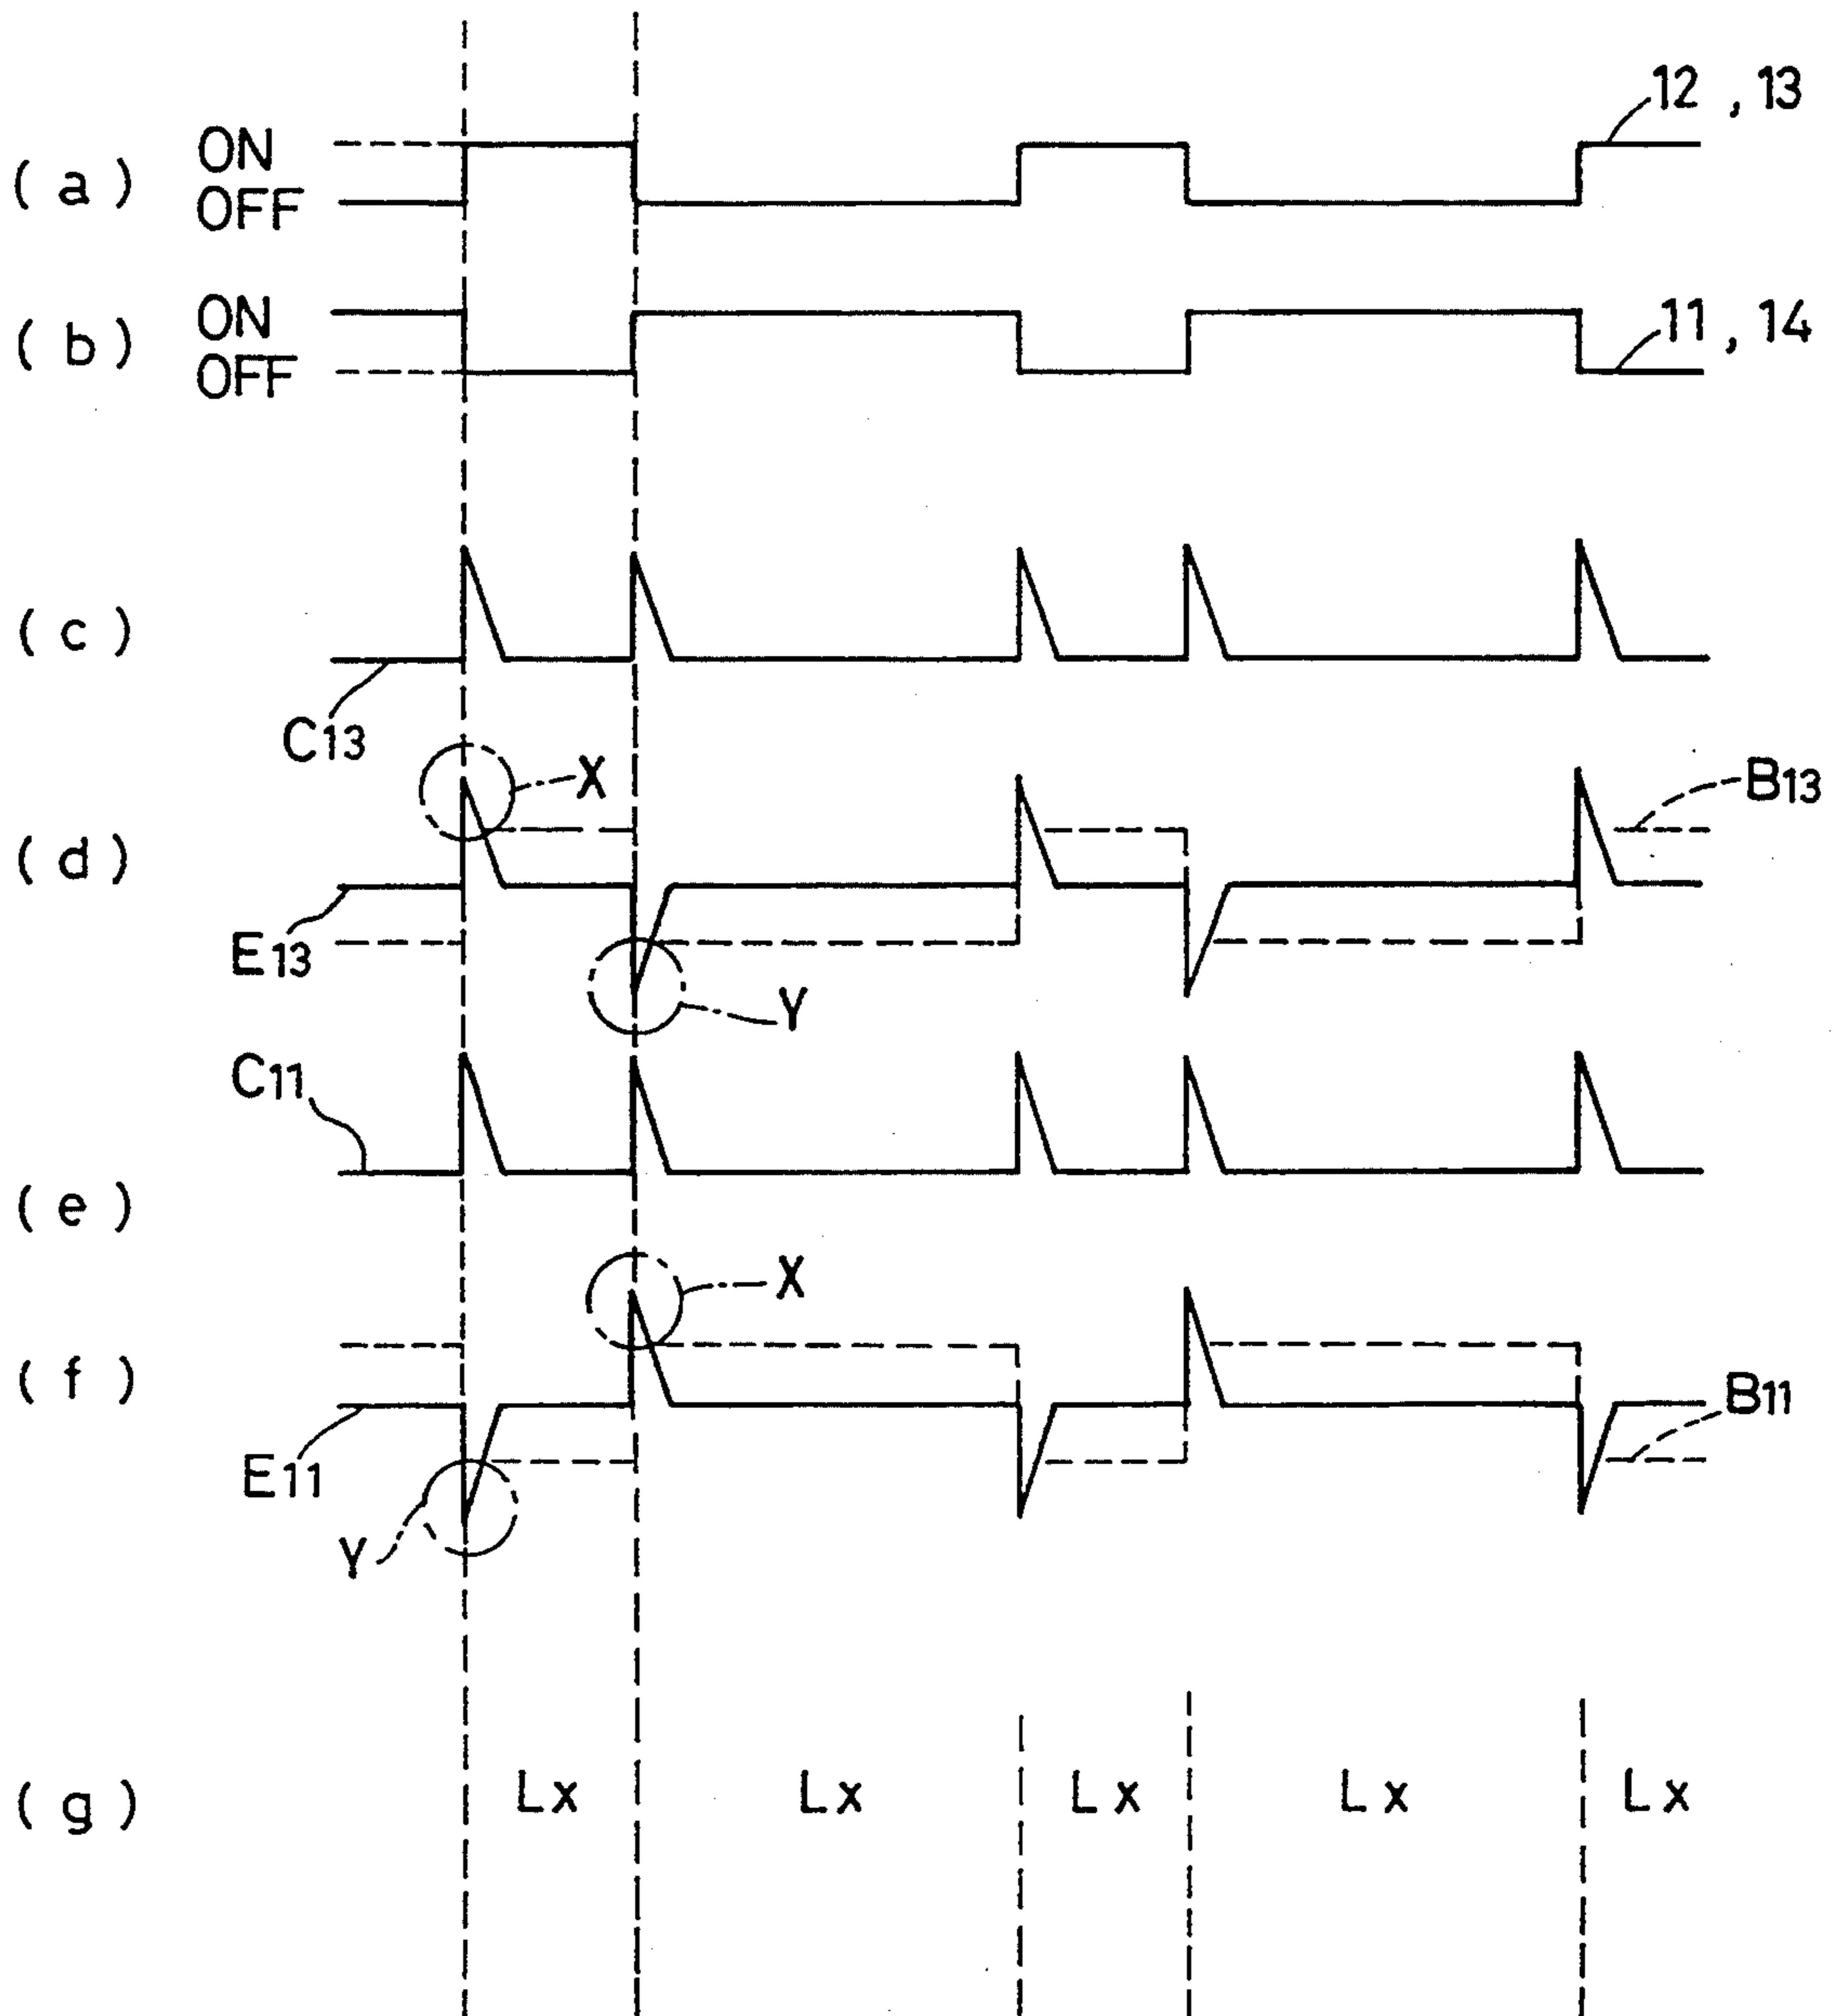 12 , 13
(a) ON
OFF
(b) ON
OFF
11 , 14
(c)
C13
X
B13
(d)
E13
Y
C11
(e)
X
(f)
B11
E11
Y
(g) Lx Lx Lx Lx Lx